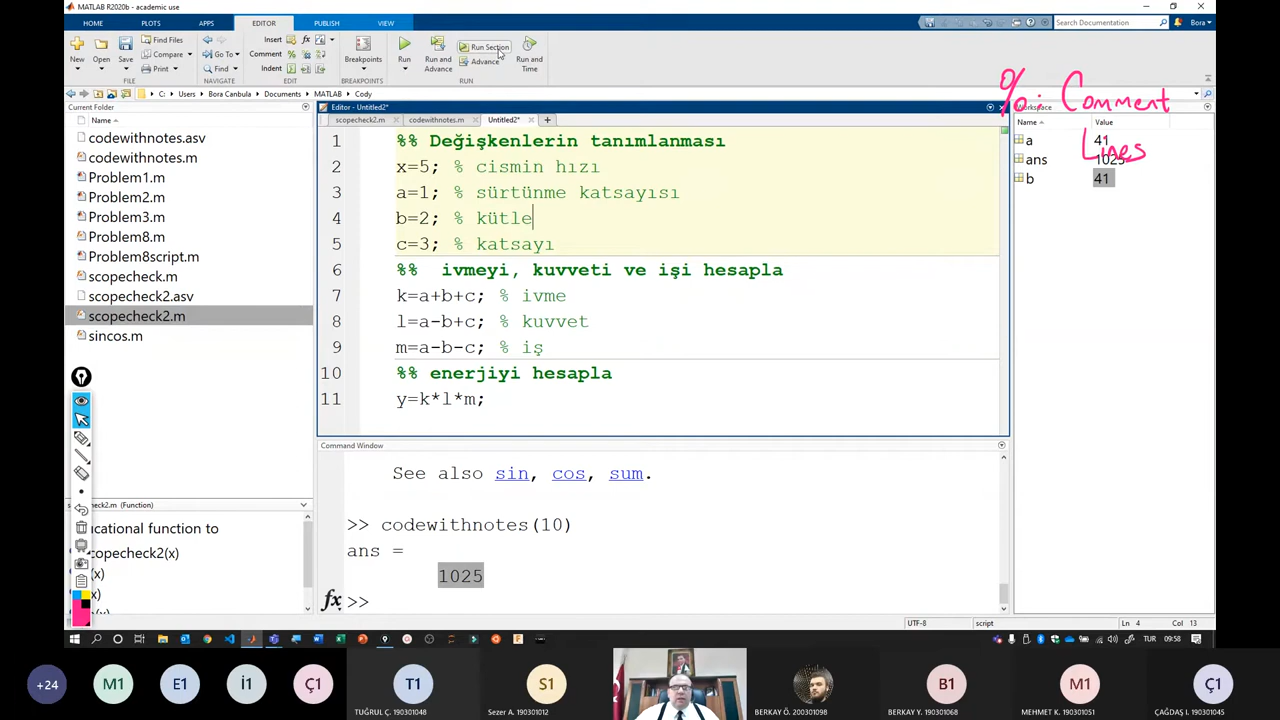 MATLAB R2020b - academic use
HOME PLOTS APPS EDITOR PUBLISH VIEW
Search Documentation
Bora
New Open Save
Find Files
Compare
Print
Go To
Find
Insert fx
Comment
Indent
Breakpoints
Run
Run and Advance
Run Section
Advance
Run and Time
FILE NAVIGATE EDIT BREAKPOINTS RUN
C: Users Bora Canbula Documents MATLAB Cody
%: Comment Lines
Current Folder
Name
codewithnotes.asv
codewithnotes.m
Problem1.m
Problem2.m
Problem3.m
Problem8.m
Problem8script.m
scopecheck.m
scopecheck2.asv
scopecheck2.m
sincos.m
(Function)
ucational function to
copecheck2(x)
(x)
x)
Editor - Untitled2*
scopecheck2.m codewithnotes.m Untitled2*
1 %% Değişkenlerin tanımlanması
2 x=5; % cismin hızı
3 a=1; % sürtünme katsayısı
4 b=2; % kütle
5 c=3; % katsayı
6 %% ivmeyi, kuvveti ve işi hesapla
7 k=a+b+c; % ivme
8 l=a-b+c; % kuvvet
9 m=a-b-c; % iş
10 %% enerjiyi hesapla
11 y=k*l*m;
Command Window
See also sin, cos, sum.
>> codewithnotes(10)
ans =
1025
fx >>
Workspace
Name Value
a 41
ans 1025
b 41
UTF-8 script Ln 4 Col 13
TUR 09:58
+24 M1 E1 İ1 Ç1 T1 S1 B1 M1 Ç1
TUĞRUL Ç. 190301048 Sezer A. 190301012 BERKAY Ö. 200301098 BERKAY Y. 190301068 MEHMET K. 190301051 ÇAĞDAŞ I. 190301045